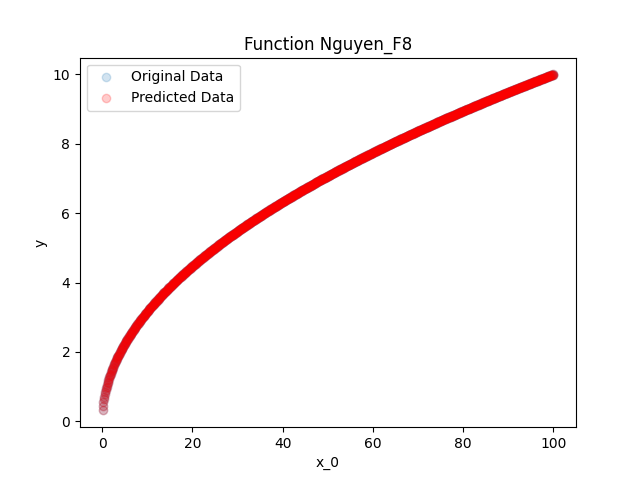 Function Nguyen_F8
Original Data
Predicted Data
10
8
6
4
2
0
y
0 20 40 60 80 100
x_0